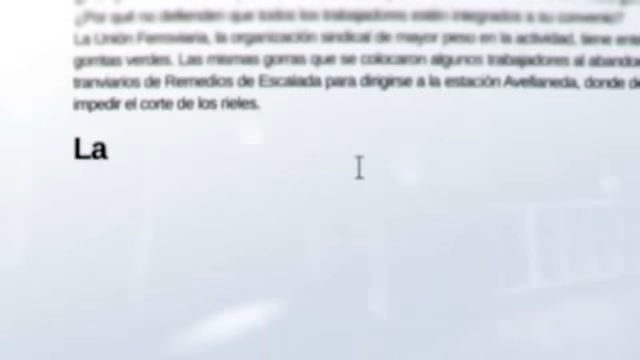 ¿Por qué no defienden que todos los trabajadores estén integrados a su convenio?
La Unión Ferroviaria, la organización sindical de mayor peso en la actividad, tiene
gorritas verdes. Las mismas gorras que se colocaron algunos trabajadores al
tranviarios de Remedios de Escalada para dirigirse a la estación Avellaneda, donde
impedir el corte de los rieles.
La